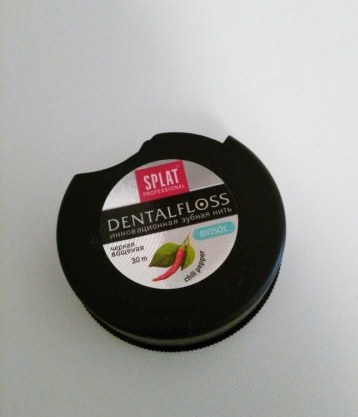 SPLAT
PROFESSIONAL
DENTALFLOSS
инновационная зубная нить
BIOSOL
черная
вощеная
30 m
chili pepper